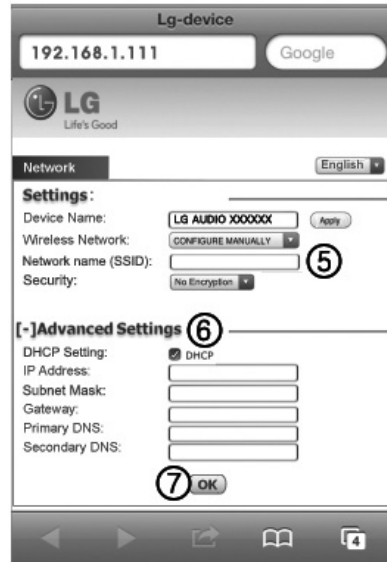 Lg-device
192.168.1.111 Google
LG
Life's Good
Network English
Settings:
Device Name: LG AUDIO XXXXXX Apply
Wireless Network: CONFIGURE MANUALLY
Network name (SSID): ⑤
Security: No Encryption
[-]Advanced Settings ⑥
DHCP Setting: DHCP
IP Address:
Subnet Mask:
Gateway:
Primary DNS:
Secondary DNS:
⑦ OK
4